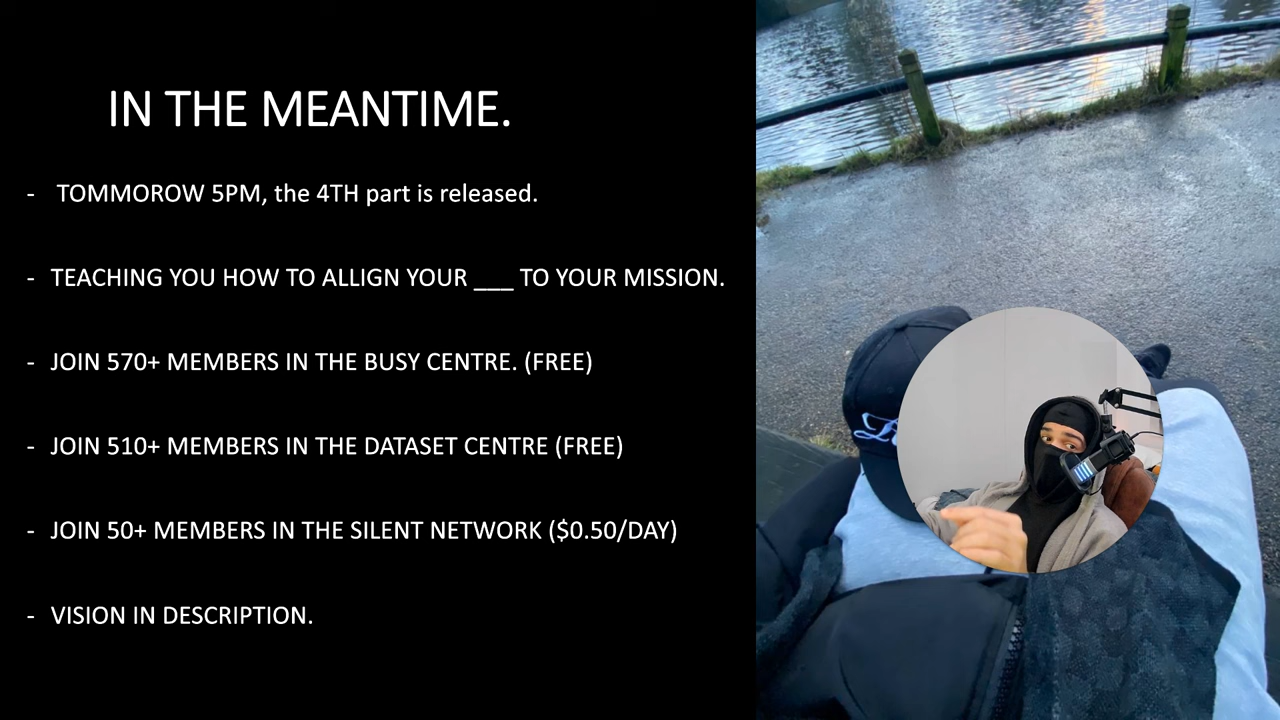 IN THE MEANTIME.
- TOMMOROW 5PM, the 4TH part is released.
- TEACHING YOU HOW TO ALLIGN YOUR ___ TO YOUR MISSION.
- JOIN 570+ MEMBERS IN THE BUSY CENTRE. (FREE)
- JOIN 510+ MEMBERS IN THE DATASET CENTRE (FREE)
- JOIN 50+ MEMBERS IN THE SILENT NETWORK ($0.50/DAY)
- VISION IN DESCRIPTION.